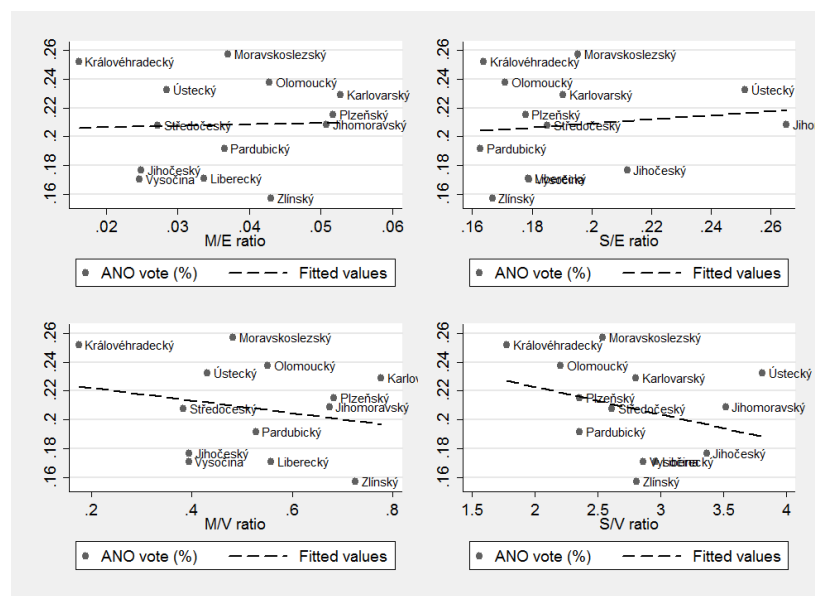 .26
.24
.22
.2
.18
.16
Královéhradecký
Moravskoslezský
Ústecký
Olomoucký
Karlovarský
Plzeňský
Středočeský
Jihomoravský
Pardubický
Jihočeský
Vysočina
Liberecký
Zlínský
.02 .03 .04 .05 .06
M/E ratio
ANO vote (%) Fitted values
.26
.24
.22
.2
.18
.16
Moravskoslezský
Královéhradecký
Olomoucký
Karlovarský
Ústecký
Plzeňský
Středočeský
Jiho
Pardubický
Jihočeský
Liberecký
Vysočina
Zlínský
.16 .18 .2 .22 .24 .26
S/E ratio
ANO vote (%) Fitted values
.26
.24
.22
.2
.18
.16
Moravskoslezský
Královéhradecký
Olomoucký
Ústecký
Karlov
Plzeňský
Středočeský
Jihomoravský
Pardubický
Jihočeský
Vysočina
Liberecký
Zlínský
.2 .4 .6 .8
M/V ratio
ANO vote (%) Fitted values
.26
.24
.22
.2
.18
.16
Moravskoslezský
Královéhradecký
Olomoucký
Ústecký
Karlovarský
Plzeňský
Středočeský
Jihomoravský
Pardubický
Jihočeský
Vysočina
Liberecký
Zlínský
1.5 2 2.5 3 3.5 4
S/V ratio
ANO vote (%) Fitted values